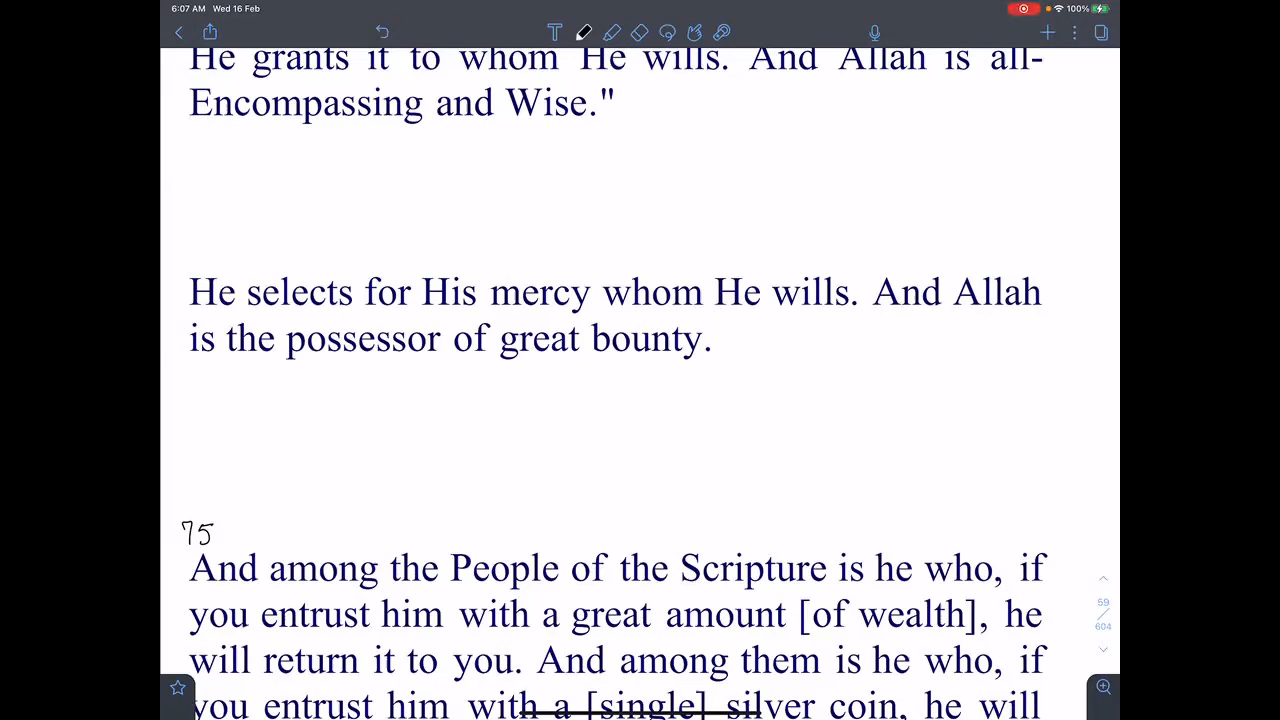 6:07 AM Wed 16 Feb
100%
T
He grants it to whom He wills. And Allah is all-
Encompassing and Wise."
He selects for His mercy whom He wills. And Allah
is the possessor of great bounty.
75
And among the People of the Scripture is he who, if
you entrust him with a great amount [of wealth], he
will return it to you. And among them is he who, if
you entrust him with a [single] silver coin, he will
59
604